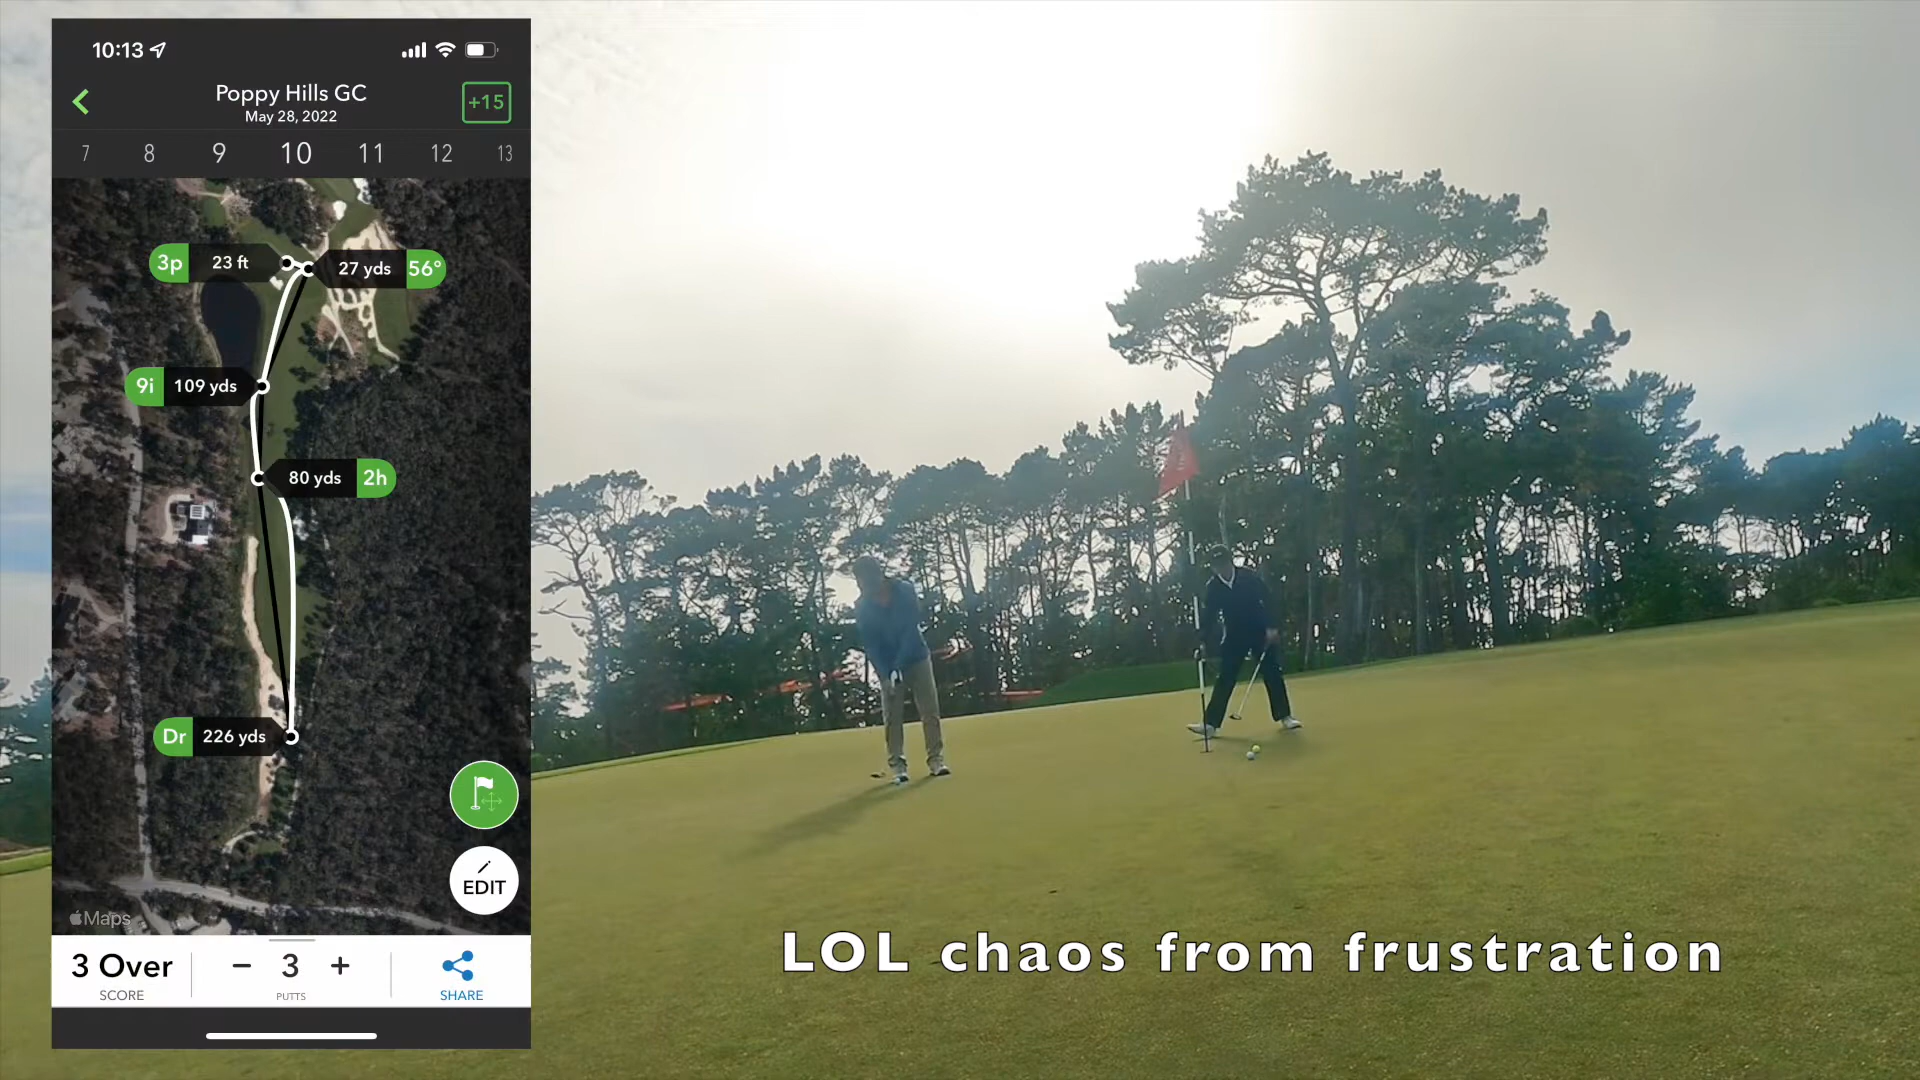 10:13
Poppy Hills GC
May 28, 2022
+15
7 8 9 10 11 12 13
3p 23 ft
27 yds 56°
9i 109 yds
80 yds 2h
Dr 226 yds
EDIT
Maps
3 Over
SCORE
− 3 +
PUTTS
SHARE
LOL chaos from frustration